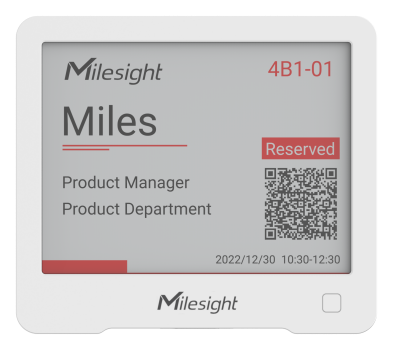 Milesight
4B1-01
Miles
Reserved
Product Manager
Product Department
2022/12/30 10:30-12:30
Milesight